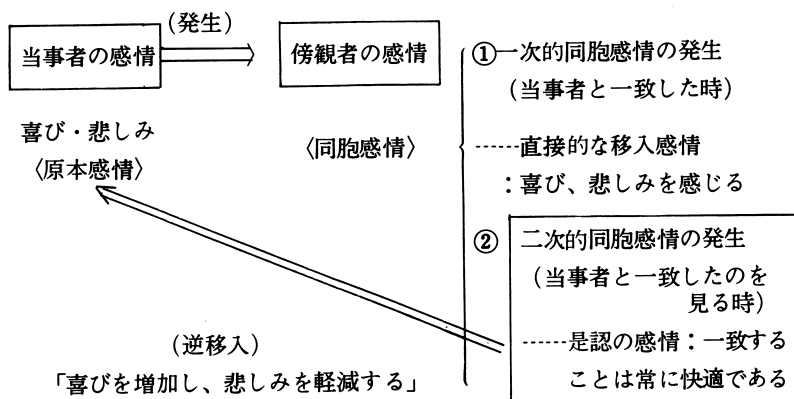 (発生)
当事者の感情
傍観者の感情
喜び・悲しみ
〈原本感情〉
〈同胞感情〉
①一次的同胞感情の発生
(当事者と一致した時)
……直接的な移入感情
:喜び、悲しみを感じる
② 二次的同胞感情の発生
(当事者と一致したのを
見る時)
……是認の感情:一致する
ことは常に快適である
(逆移入)
「喜びを増加し、悲しみを軽減する」